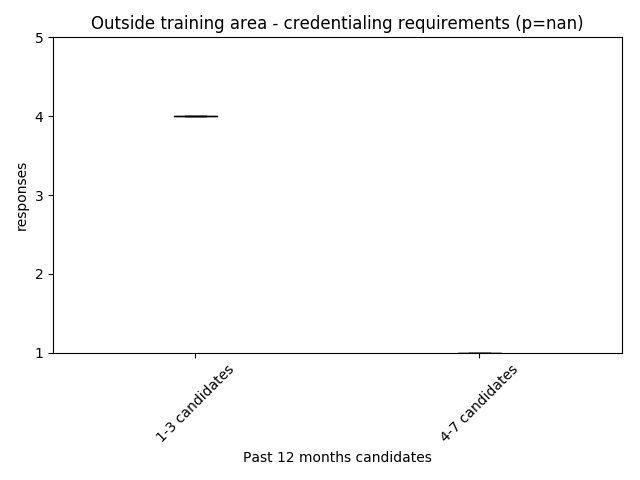 Outside training area - credentialing requirements (p=nan)
5
4
3
2
1
responses
1-3 candidates
4-7 candidates
Past 12 months candidates